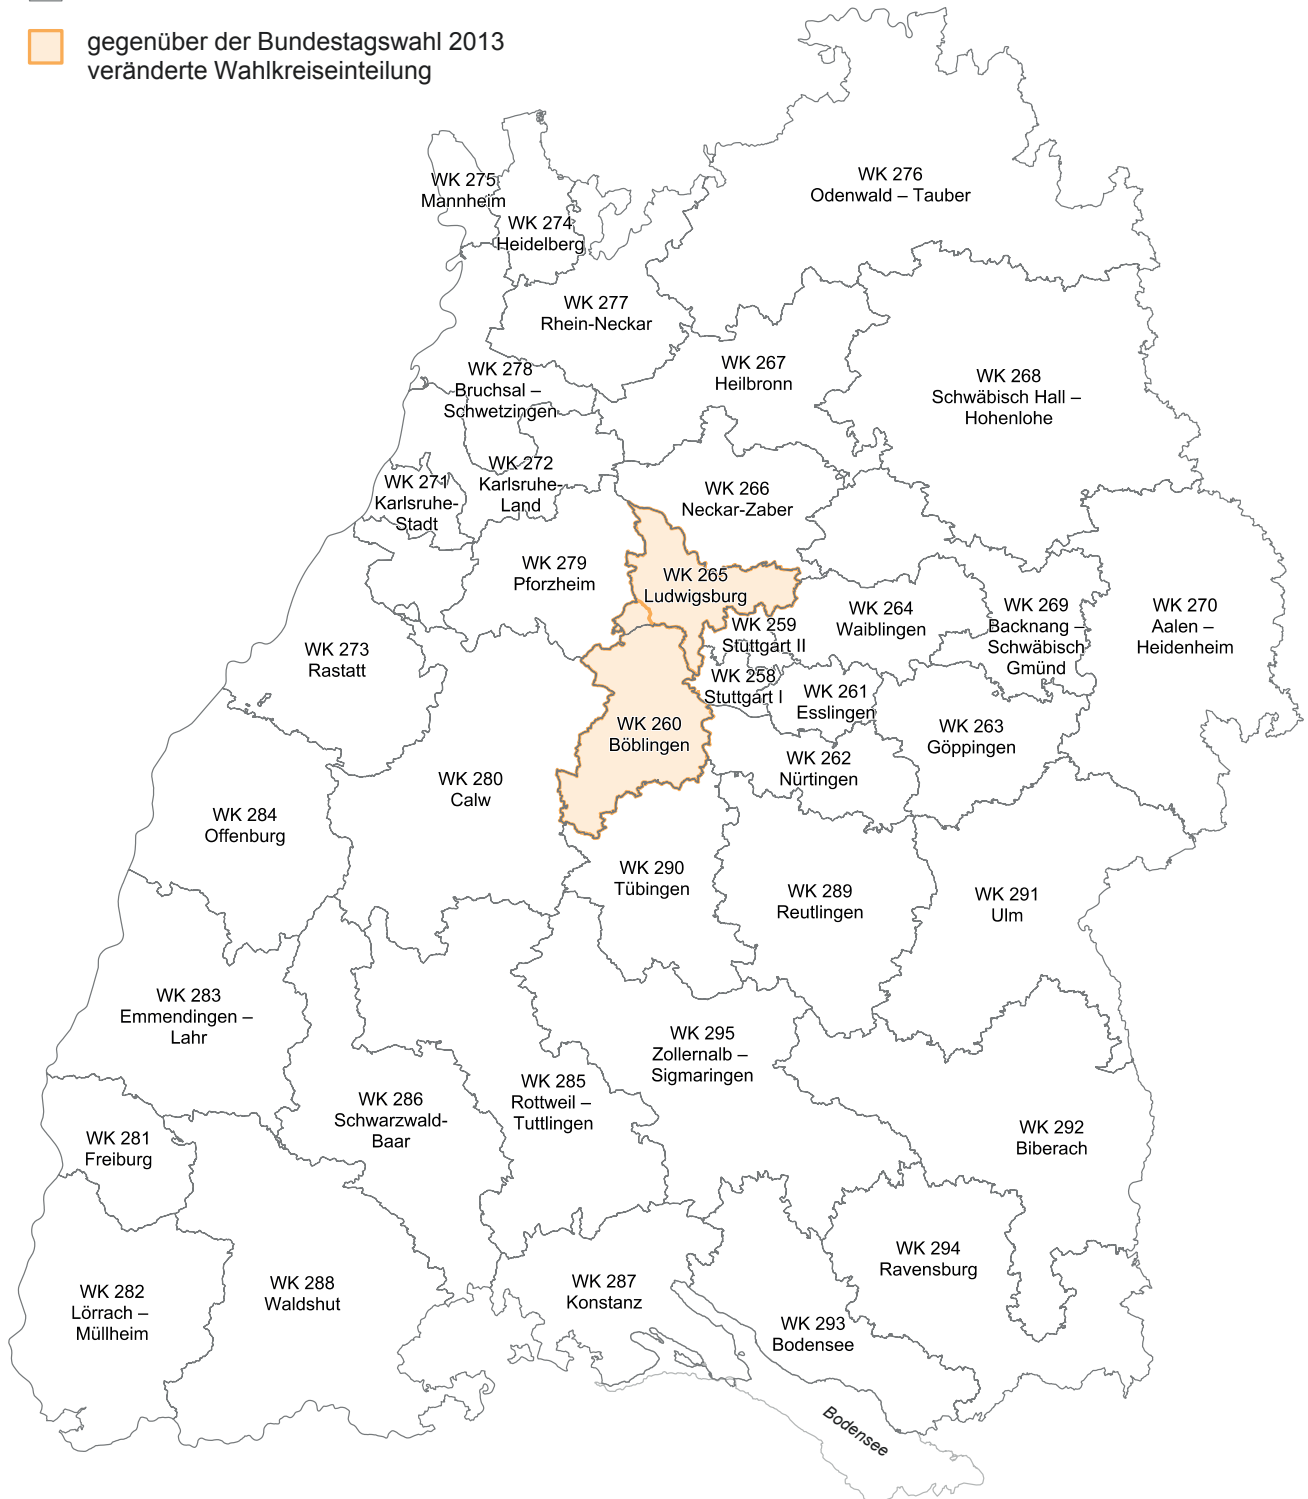 gegenüber der Bundestagswahl 2013
veränderte Wahlkreiseinteilung
WK 275
Mannheim
WK 274
Heidelberg
WK 276
Odenwald – Tauber
WK 277
Rhein-Neckar
WK 278
Bruchsal –
Schwetzingen
WK 267
Heilbronn
WK 268
Schwäbisch Hall –
Hohenlohe
WK 271
Karlsruhe-
Stadt
WK 272
Karlsruhe-
Land
WK 266
Neckar-Zaber
WK 279
Pforzheim
WK 265
Ludwigsburg
WK 259
Stuttgart II
WK 264
Waiblingen
WK 269
Backnang –
Schwäbisch
Gmünd
WK 270
Aalen –
Heidenheim
WK 273
Rastatt
WK 258
Stuttgart I
WK 261
Esslingen
WK 260
Böblingen
WK 263
Göppingen
WK 262
Nürtingen
WK 280
Calw
WK 284
Offenburg
WK 290
Tübingen
WK 289
Reutlingen
WK 291
Ulm
WK 283
Emmendingen –
Lahr
WK 295
Zollernalb –
Sigmaringen
WK 286
Schwarzwald-
Baar
WK 285
Rottweil –
Tuttlingen
WK 281
Freiburg
WK 292
Biberach
WK 294
Ravensburg
WK 282
Lörrach –
Müllheim
WK 288
Waldshut
WK 287
Konstanz
WK 293
Bodensee
Bodensee